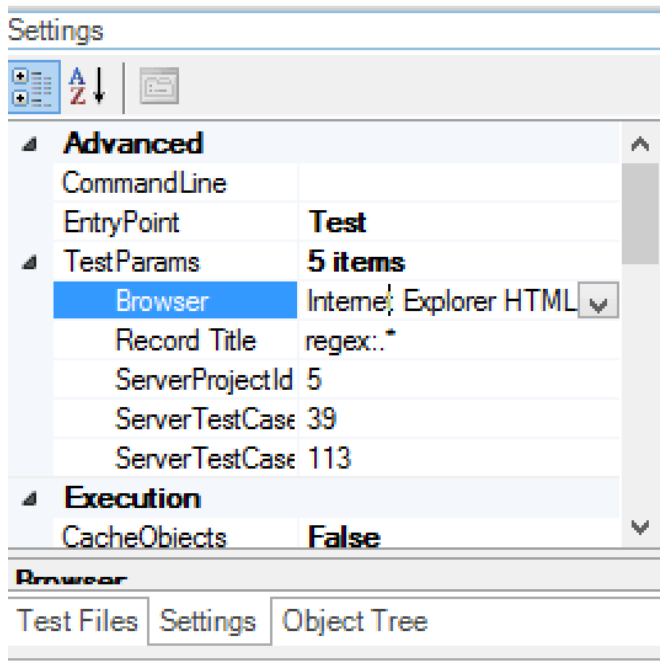 Settings
A
Z
Advanced
CommandLine
EntryPoint Test
TestParams 5 items
Browser Internet Explorer HTML
Record Title regex:.*
ServerProjectId 5
ServerTestCase 39
ServerTestCase 113
Execution
CacheObjects False
Browser
Test Files Settings Object Tree